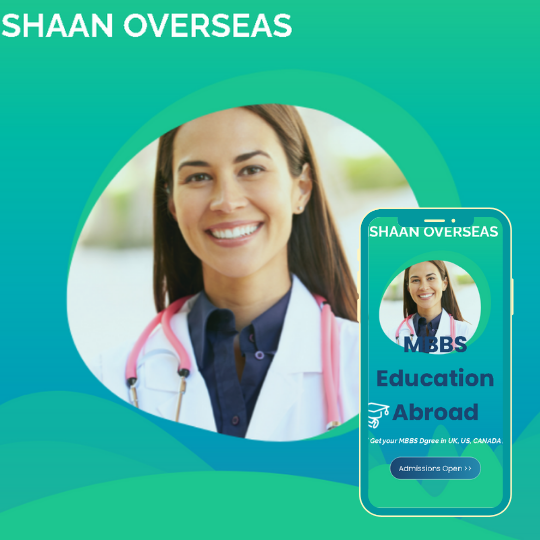 SHAAN OVERSEAS
SHAAN OVERSEAS
MBBS
Education
Abroad
Get your MBBS Dgree in UK, US, CANADA
Admissions Open >>